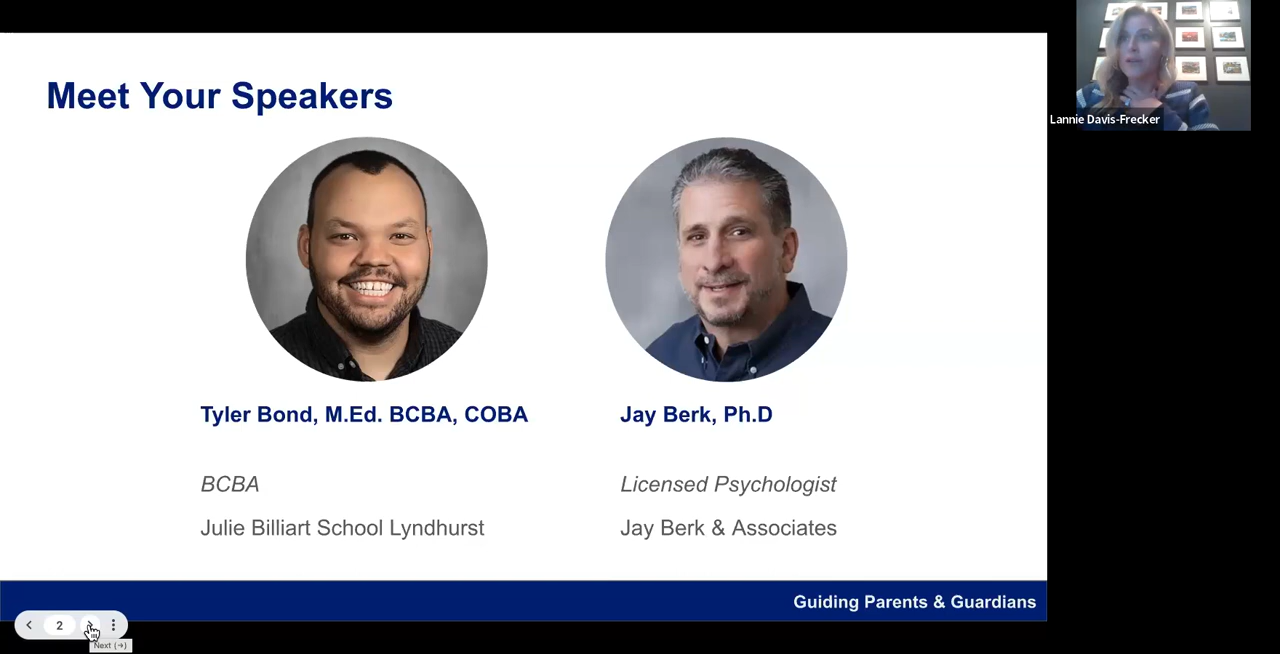 Meet Your Speakers
Lannie Davis-Frecker
Tyler Bond, M.Ed. BCBA, COBA
Jay Berk, Ph.D
BCBA
Licensed Psychologist
Julie Billiart School Lyndhurst
Jay Berk & Associates
Guiding Parents & Guardians
2
Next (→)